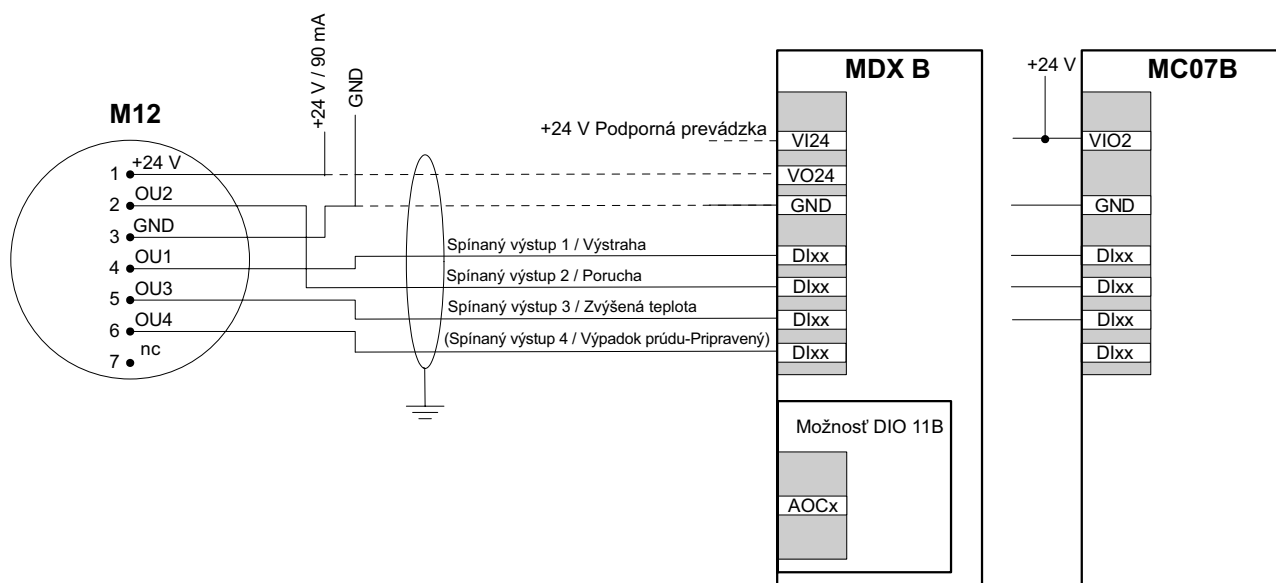 +24 V / 90 mA
GND
M12
1 +24 V
2 OU2
3 GND
4 OU1
5 OU3
6 OU4
7 nc
+24 V Podporná prevádzka
Spínaný výstup 1 / Výstraha
Spínaný výstup 2 / Porucha
Spínaný výstup 3 / Zvýšená teplota
(Spínaný výstup 4 / Výpadok prúdu-Pripravený)
MDX B
VI24
VO24
GND
DIxx
DIxx
DIxx
DIxx
Možnosť DIO 11B
AOCx
+24 V
MC07B
VIO2
GND
DIxx
DIxx
DIxx
DIxx